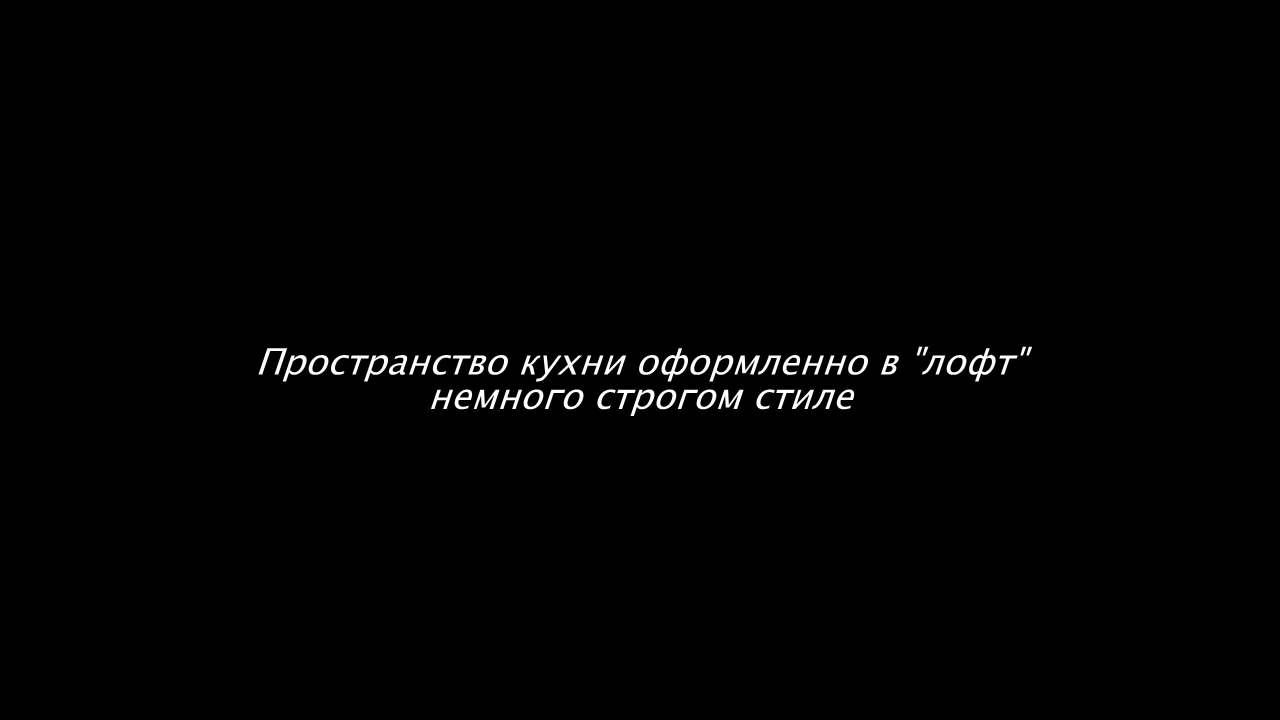 Пространство кухни оформленно в "лофт"
немного строгом стиле